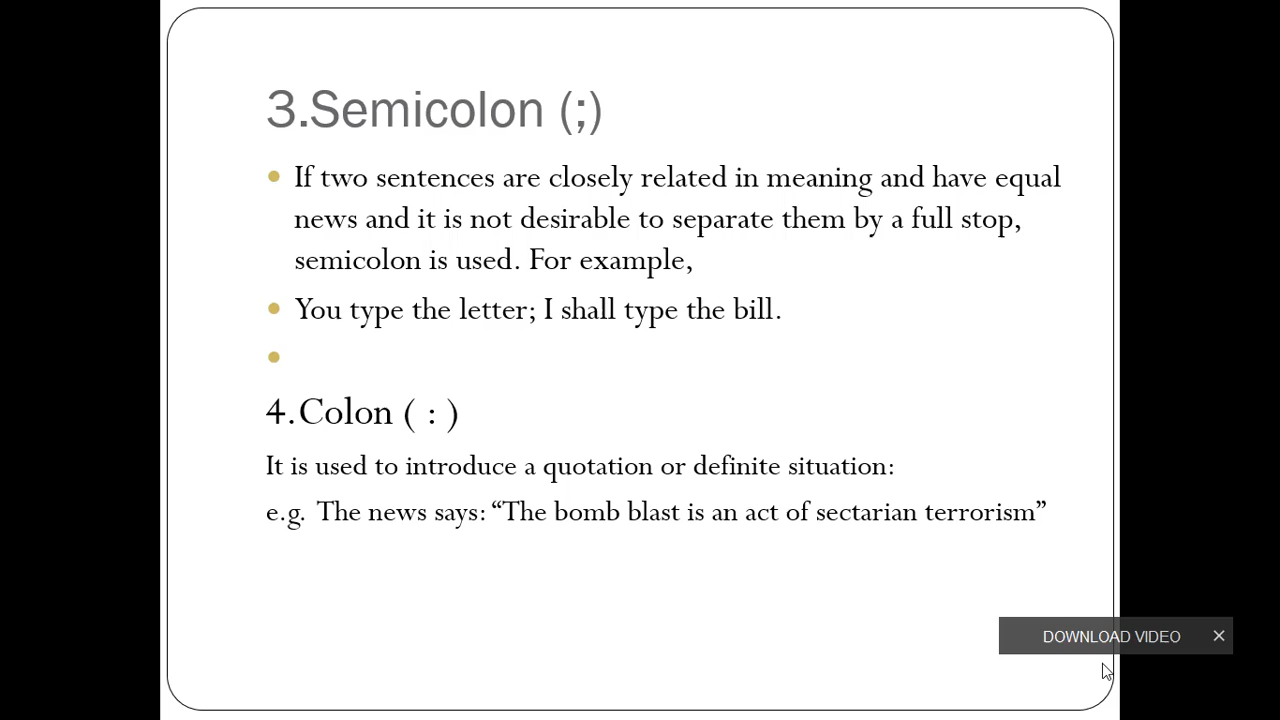 3.Semicolon (;)
If two sentences are closely related in meaning and have equal
news and it is not desirable to separate them by a full stop,
semicolon is used. For example,
You type the letter; I shall type the bill.
4.Colon ( : )
It is used to introduce a quotation or definite situation:
e.g. The news says: “The bomb blast is an act of sectarian terrorism”
DOWNLOAD VIDEO ×